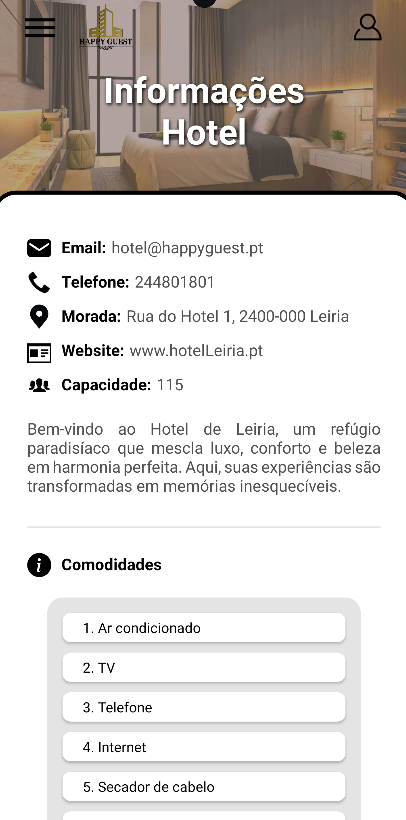 HAPPY GUEST
Informações
Hotel
Email: hotel@happyguest.pt
Telefone: 244801801
Morada: Rua do Hotel 1, 2400-000 Leiria
Website: www.hotelLeiria.pt
Capacidade: 115
Bem-vindo ao Hotel de Leiria, um refúgio
paradisíaco que mescla luxo, conforto e beleza
em harmonia perfeita. Aqui, suas experiências são
transformadas em memórias inesquecíveis.
Comodidades
1. Ar condicionado
2. TV
3. Telefone
4. Internet
5. Secador de cabelo